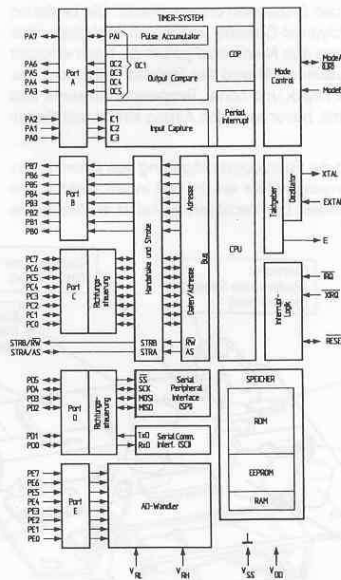 TIMER-SYSTEM
PA7
PAI
Pulse Accumulator
COP
Port A
OC1
PA6
OC2
PA5
OC3
Output Compare
PA4
OC4
PA3
OC5
Mode Control
ModeA
(LIR)
ModeB
Period. Interrupt
PA2
IC1
PA1
IC2
Input Capture
PA0
IC3
PB7
PB6
PB5
PB4
PB3
PB2
PB1
PB0
Port B
Handshake und Strobe
Adresse
Bus
Daten/Adresse
CPU
Taktgeber
Oszillator
XTAL
EXTAL
E
PC7
PC6
PC5
PC4
PC3
PC2
PC1
PC0
Port C
Richtungs-
steuerung
Interrupt-
Logik
IRQ
XIRQ
RESET
STRB/RW
STRB
RW
STRA/AS
STRA
AS
PD5
SS
Serial
PD4
SCK
Peripheral
PD3
MOSI
Interface
PD2
MISO
(SPI)
Port D
Richtungs-
steuerung
PD1
TxD
Serial Comm.
PD0
RxD
Interf. (SCI)
SPEICHER
ROM
EEPROM
RAM
PE7
PE6
PE5
PE4
PE3
PE2
PE1
PE0
Port E
AD-Wandler
VRL
VRH
VSS
VDD